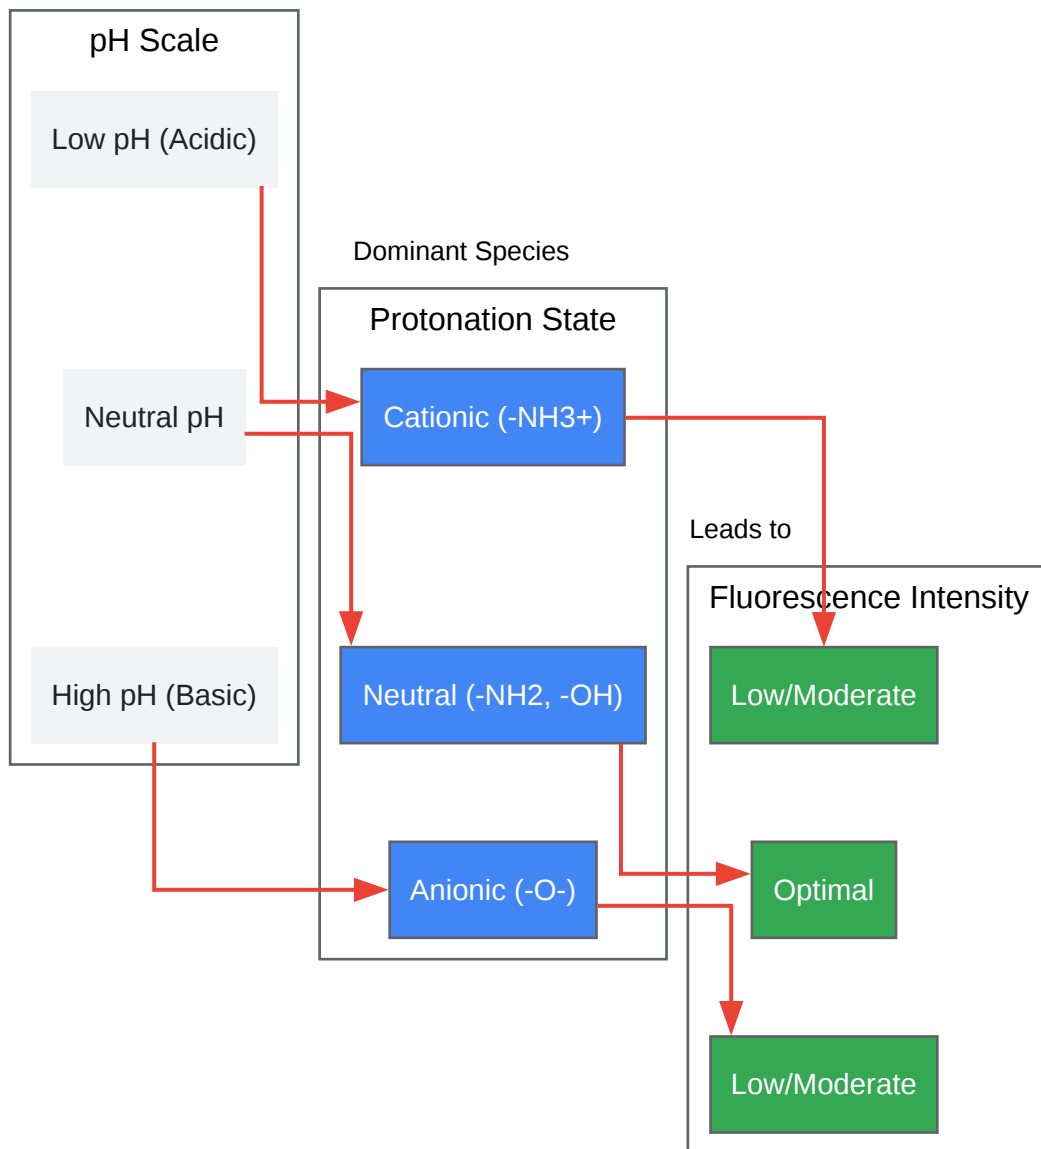 pH Scale
Low pH (Acidic)
Neutral pH
High pH (Basic)
Dominant Species
Protonation State
Cationic (-NH3+)
Neutral (-NH2, -OH)
Anionic (-O-)
Leads to
Fluorescence Intensity
Low/Moderate
Optimal
Low/Moderate